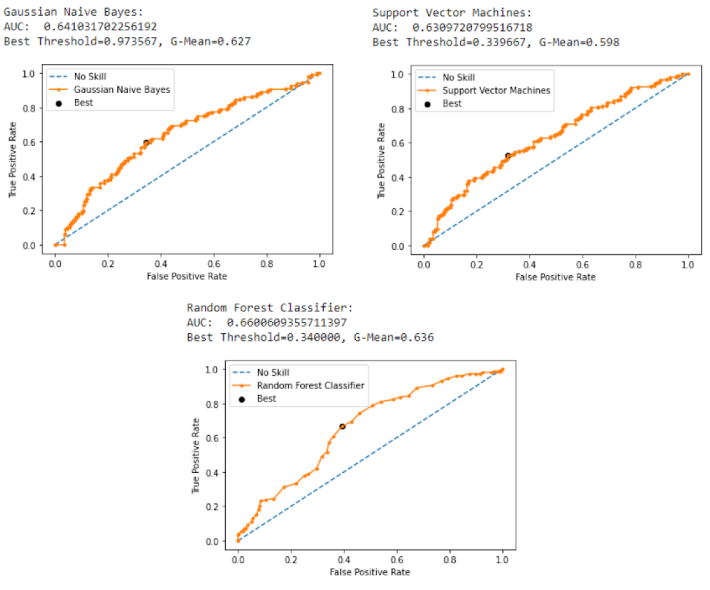 Gaussian Naive Bayes:
AUC: 0.641031702256192
Best Threshold=0.973567, G-Mean=0.627
No Skill
Gaussian Naive Bayes
Best
1.0
0.8
0.6
0.4
0.2
0.0
True Positive Rate
0.0 0.2 0.4 0.6 0.8 1.0
False Positive Rate
Support Vector Machines:
AUC: 0.6309720799516718
Best Threshold=0.339667, G-Mean=0.598
No Skill
Support Vector Machines
Best
1.0
0.8
0.6
0.4
0.2
0.0
True Positive Rate
0.0 0.2 0.4 0.6 0.8 1.0
False Positive Rate
Random Forest Classifier:
AUC: 0.6600609355711397
Best Threshold=0.340000, G-Mean=0.636
No Skill
Random Forest Classifier
Best
1.0
0.8
0.6
0.4
0.2
0.0
True Positive Rate
0.0 0.2 0.4 0.6 0.8 1.0
False Positive Rate